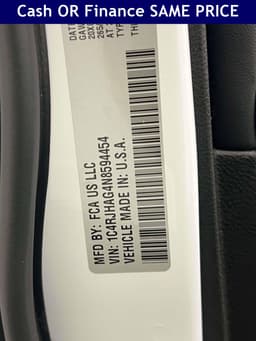 Cash OR Finance SAME PRICE
MFD BY: FCA US LLC
VIN: 1C4RJHAG4N8594454
VEHICLE MADE IN: U.S.A.